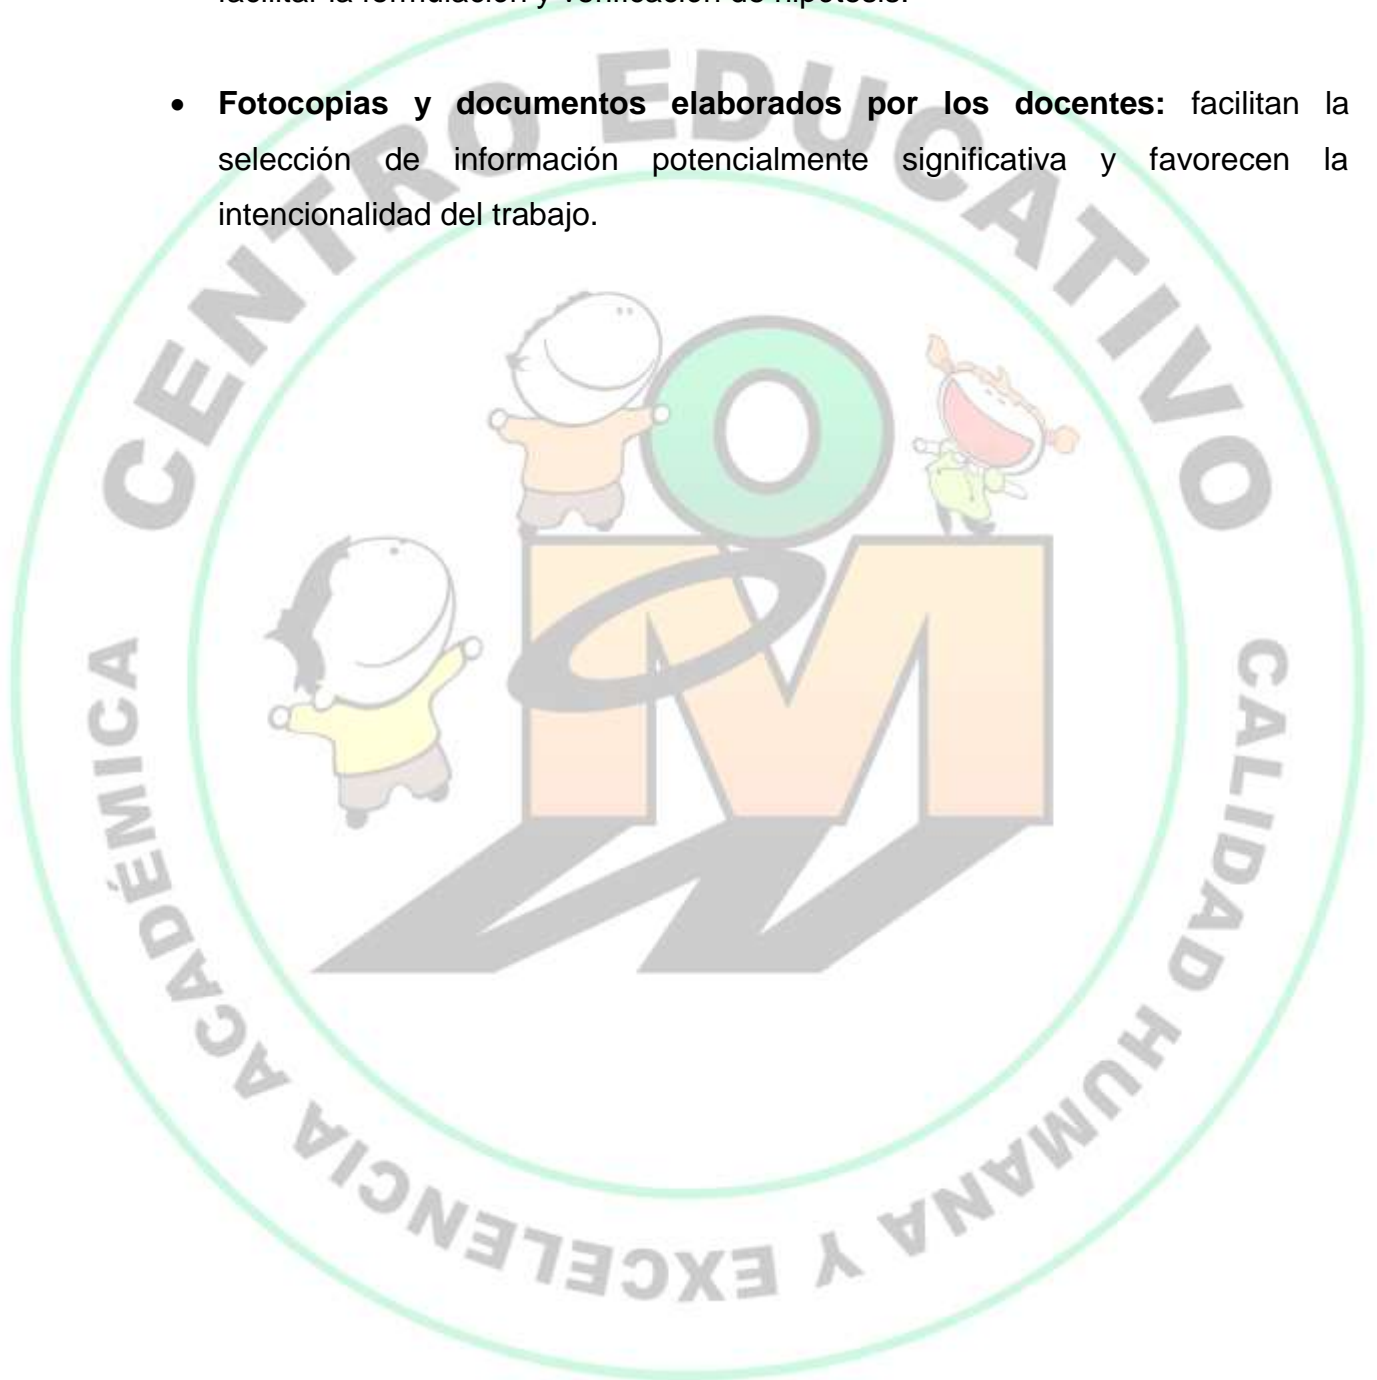 facilitar la formulación y verificación de hipótesis.
• Fotocopias y documentos elaborados por los docentes: facilitan la
selección de información potencialmente significativa y favorecen la
intencionalidad del trabajo.
CENTRO EDUCATIVO
OM
CALIDAD HUMANA Y EXCELENCIA ACADÉMICA